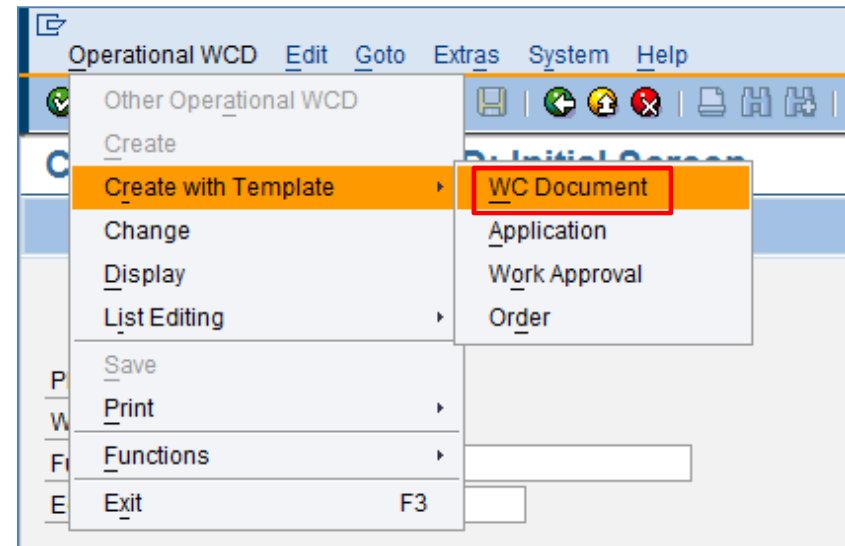 Operational WCD Edit Goto Extras System Help
Other Operational WCD
Create
Create with Template
WC Document
Change
Application
Display
Work Approval
List Editing
Order
Save
Print
Functions
Exit F3